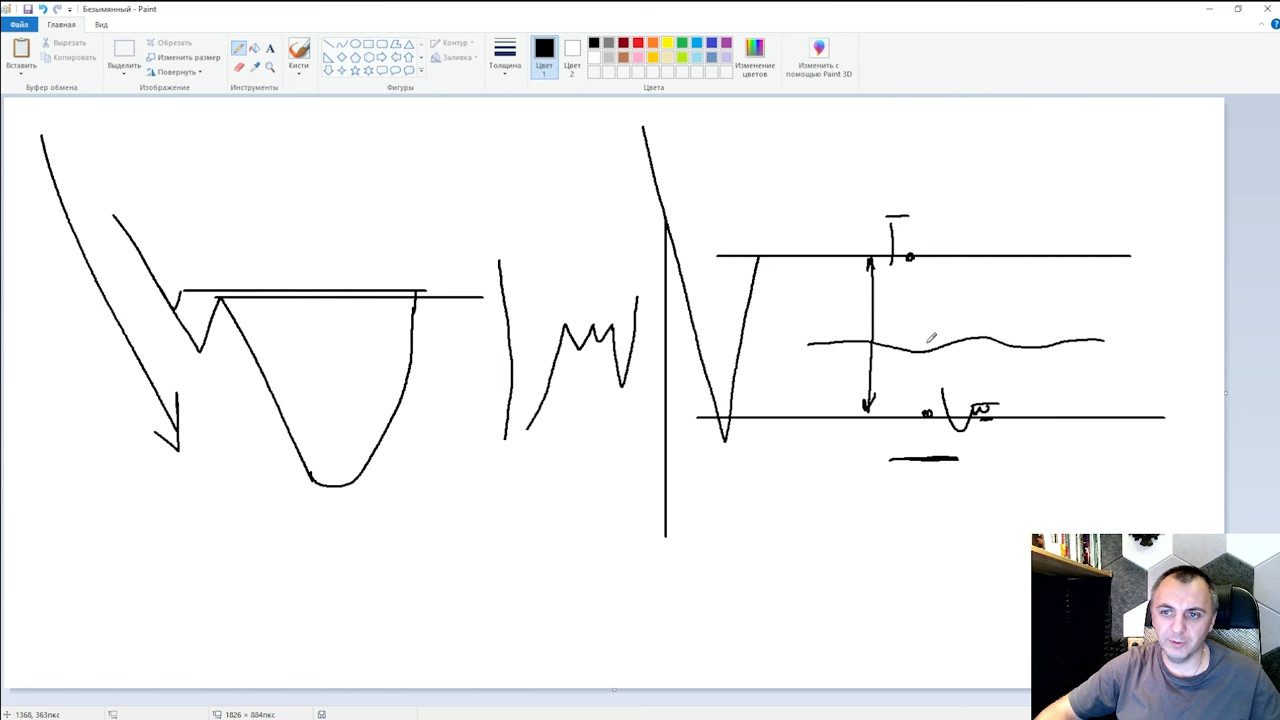 Безымянный - Paint
Файл Главная Вид
Вставить
Вырезать
Копировать
Буфер обмена
Выделить
Обрезать
Изменить размер
Повернуть
Изображение
A
Инструменты
Кисти
Контур
Заливка
Фигуры
Толщина
Цвет 1
Цвет 2
Изменение цветов
Цвета
Изменить с помощью Paint 3D
T
1368, 363пкс
1826 × 884пкс